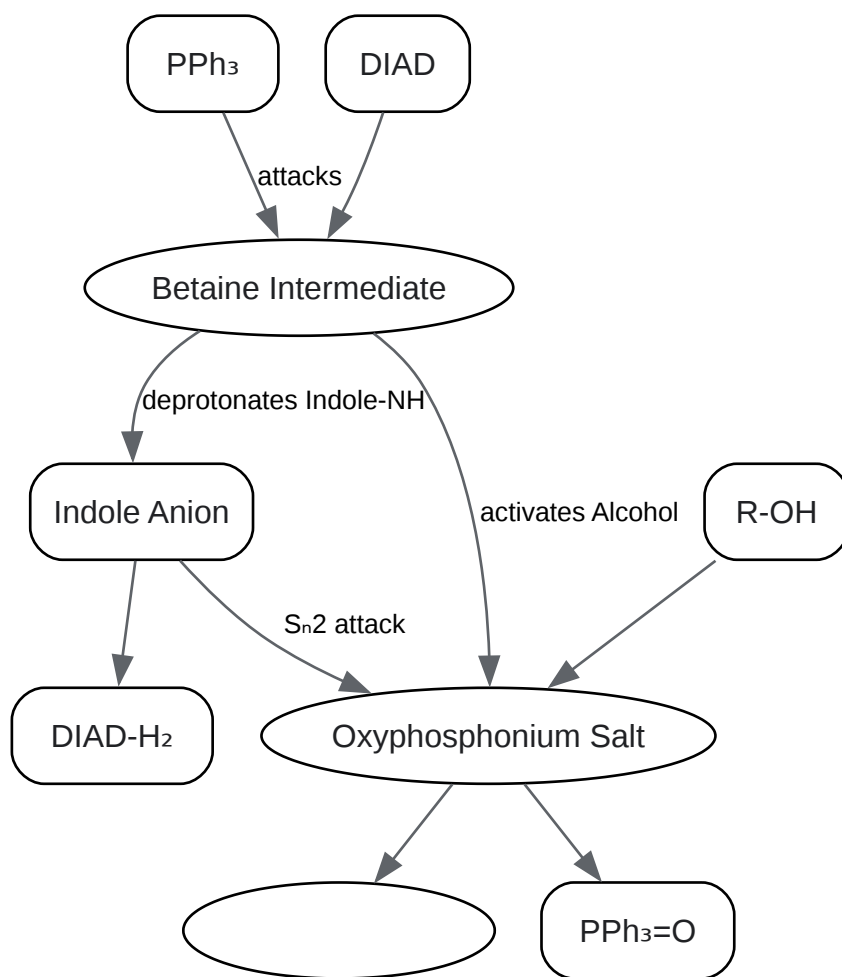 PPh₃
DIAD
attacks
Betaine Intermediate
deprotonates Indole-NH
Indole Anion
activates Alcohol
R-OH
Sₙ2 attack
DIAD-H₂
Oxyphosphonium Salt
PPh₃=O